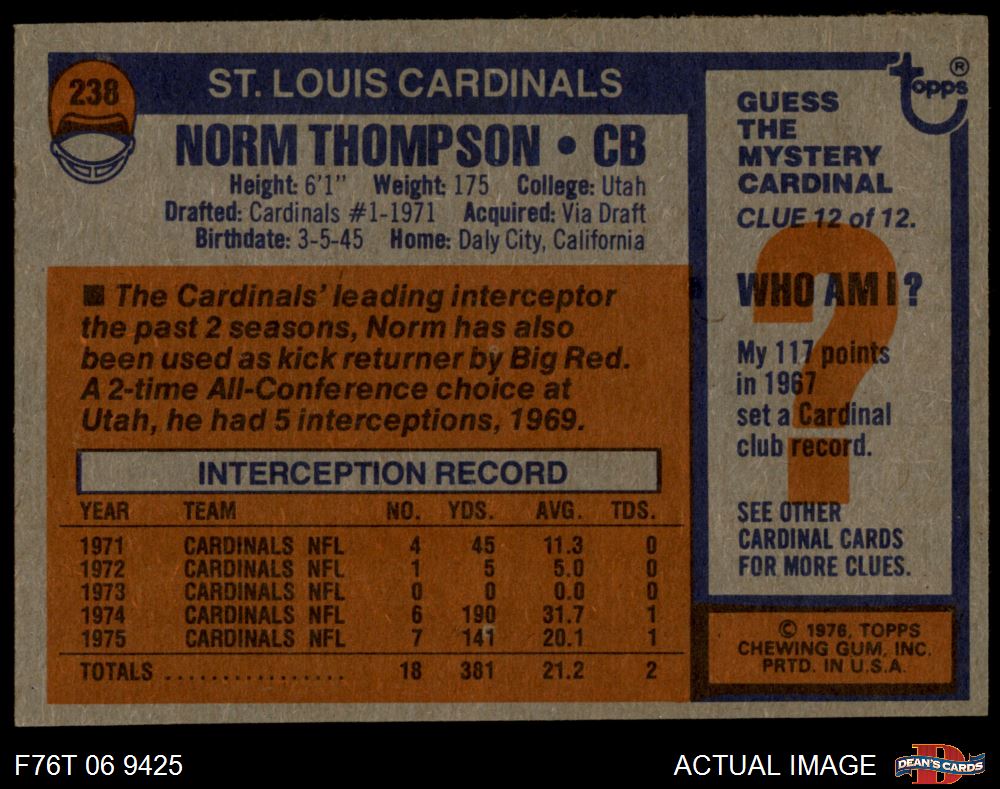 238
ST. LOUIS CARDINALS
NORM THOMPSON • CB
Height: 6'1" Weight: 175 College: Utah
Drafted: Cardinals #1-1971 Acquired: Via Draft
Birthdate: 3-5-45 Home: Daly City, California
■ The Cardinals' leading interceptor
the past 2 seasons, Norm has also
been used as kick returner by Big Red.
A 2-time All-Conference choice at
Utah, he had 5 interceptions, 1969.
INTERCEPTION RECORD
YEAR TEAM NO. YDS. AVG. TDS.
1971 CARDINALS NFL 4 45 11.3 0
1972 CARDINALS NFL 1 5 5.0 0
1973 CARDINALS NFL 0 0 0.0 0
1974 CARDINALS NFL 6 190 31.7 1
1975 CARDINALS NFL 7 141 20.1 1
TOTALS ................ 18 381 21.2 2
topps ®
GUESS
THE
MYSTERY
CARDINAL
CLUE 12 of 12.
WHO AM I?
?
My 117 points
in 1967
set a Cardinal
club record.
SEE OTHER
CARDINAL CARDS
FOR MORE CLUES.
© 1976, TOPPS
CHEWING GUM, INC.
PRTD. IN U.S.A.
F76T 06 9425
ACTUAL IMAGE
D
DEAN'S CARDS